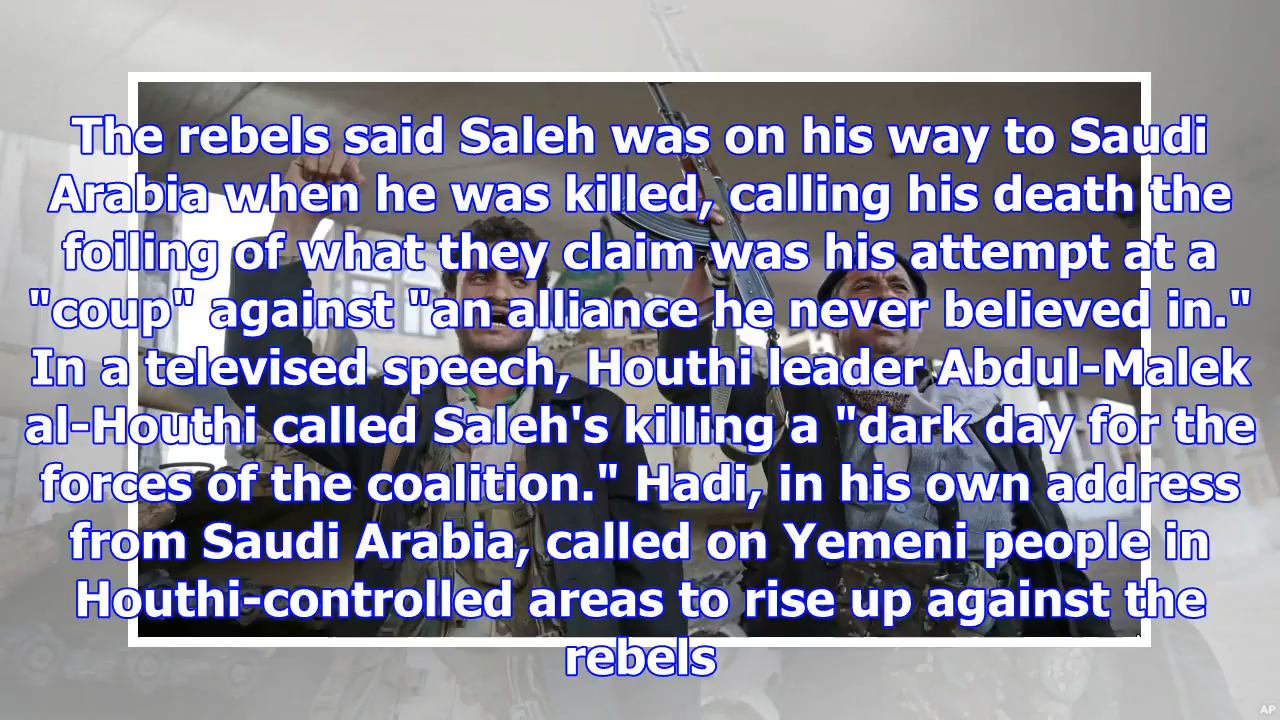 The rebels said Saleh was on his way to Saudi
Arabia when he was killed, calling his death the
foiling of what they claim was his attempt at a
"coup" against "an alliance he never believed in."
In a televised speech, Houthi leader Abdul-Malek
al-Houthi called Saleh's killing a "dark day for the
forces of the coalition." Hadi, in his own address
from Saudi Arabia, called on Yemeni people in
Houthi-controlled areas to rise up against the
rebels
AP